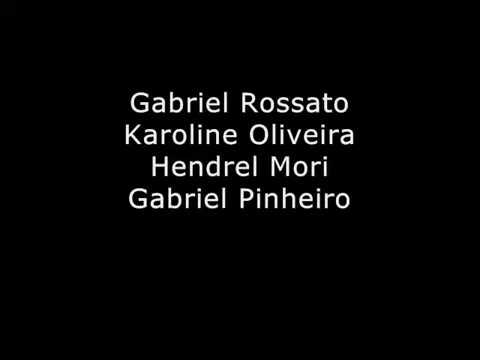 Gabriel Rossato
Karoline Oliveira
Hendrel Mori
Gabriel Pinheiro